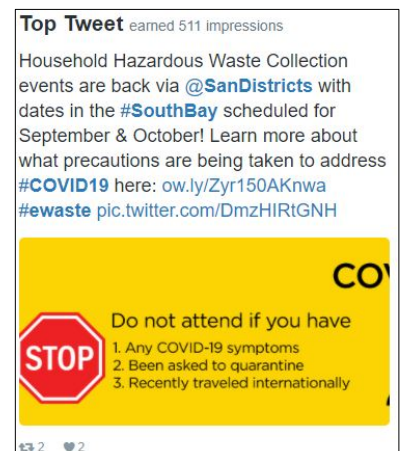 Top Tweet earned 511 impressions
Household Hazardous Waste Collection
events are back via @SanDistricts with
dates in the #SouthBay scheduled for
September & October! Learn more about
what precautions are being taken to address
#COVID19 here: ow.ly/Zyr150AKnwa
#ewaste pic.twitter.com/DmzHIRtGNH
STOP
Do not attend if you have
1. Any COVID-19 symptoms
2. Been asked to quarantine
3. Recently traveled internationally
2 2